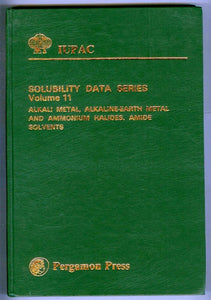 IUPAC
SOLUBILITY DATA SERIES
Volume 11
ALKALI METAL, ALKALINE-EARTH METAL
AND AMMONIUM HALIDES. AMIDE
SOLVENTS
Pergamon Press